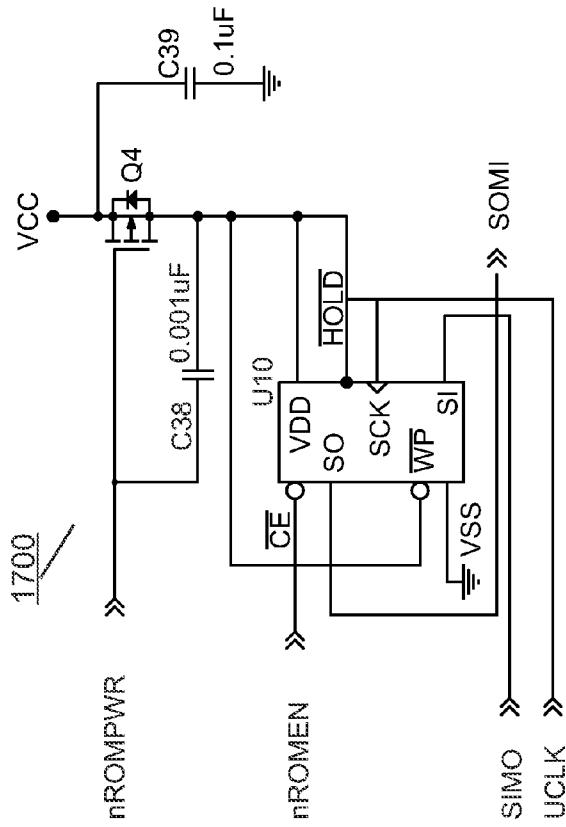 1700
VCC
C39
0.1uF
Q4
nROMPWR
C38
0.001uF
U10
VDD
HOLD
CE
SO
SOMI
nROMEN
SCK
WP
SI
VSS
SIMO
UCLK